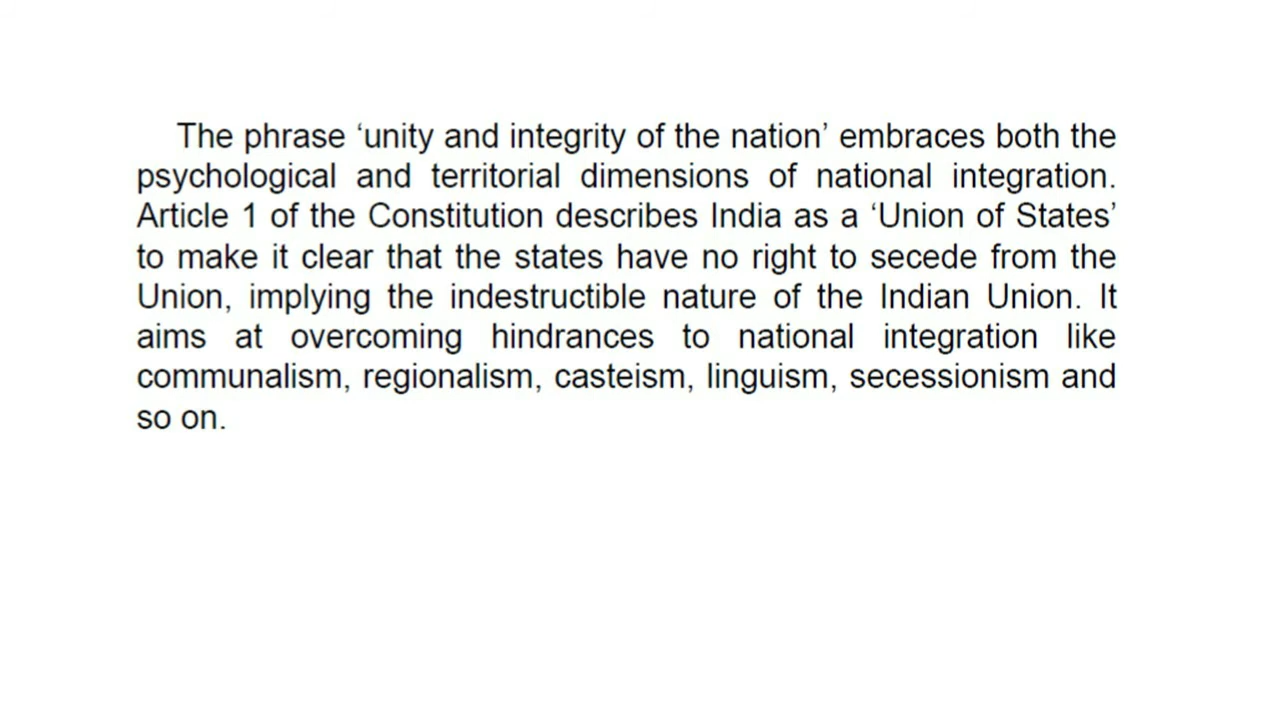 The phrase ‘unity and integrity of the nation’ embraces both the
psychological and territorial dimensions of national integration.
Article 1 of the Constitution describes India as a ‘Union of States’
to make it clear that the states have no right to secede from the
Union, implying the indestructible nature of the Indian Union. It
aims at overcoming hindrances to national integration like
communalism, regionalism, casteism, linguism, secessionism and
so on.